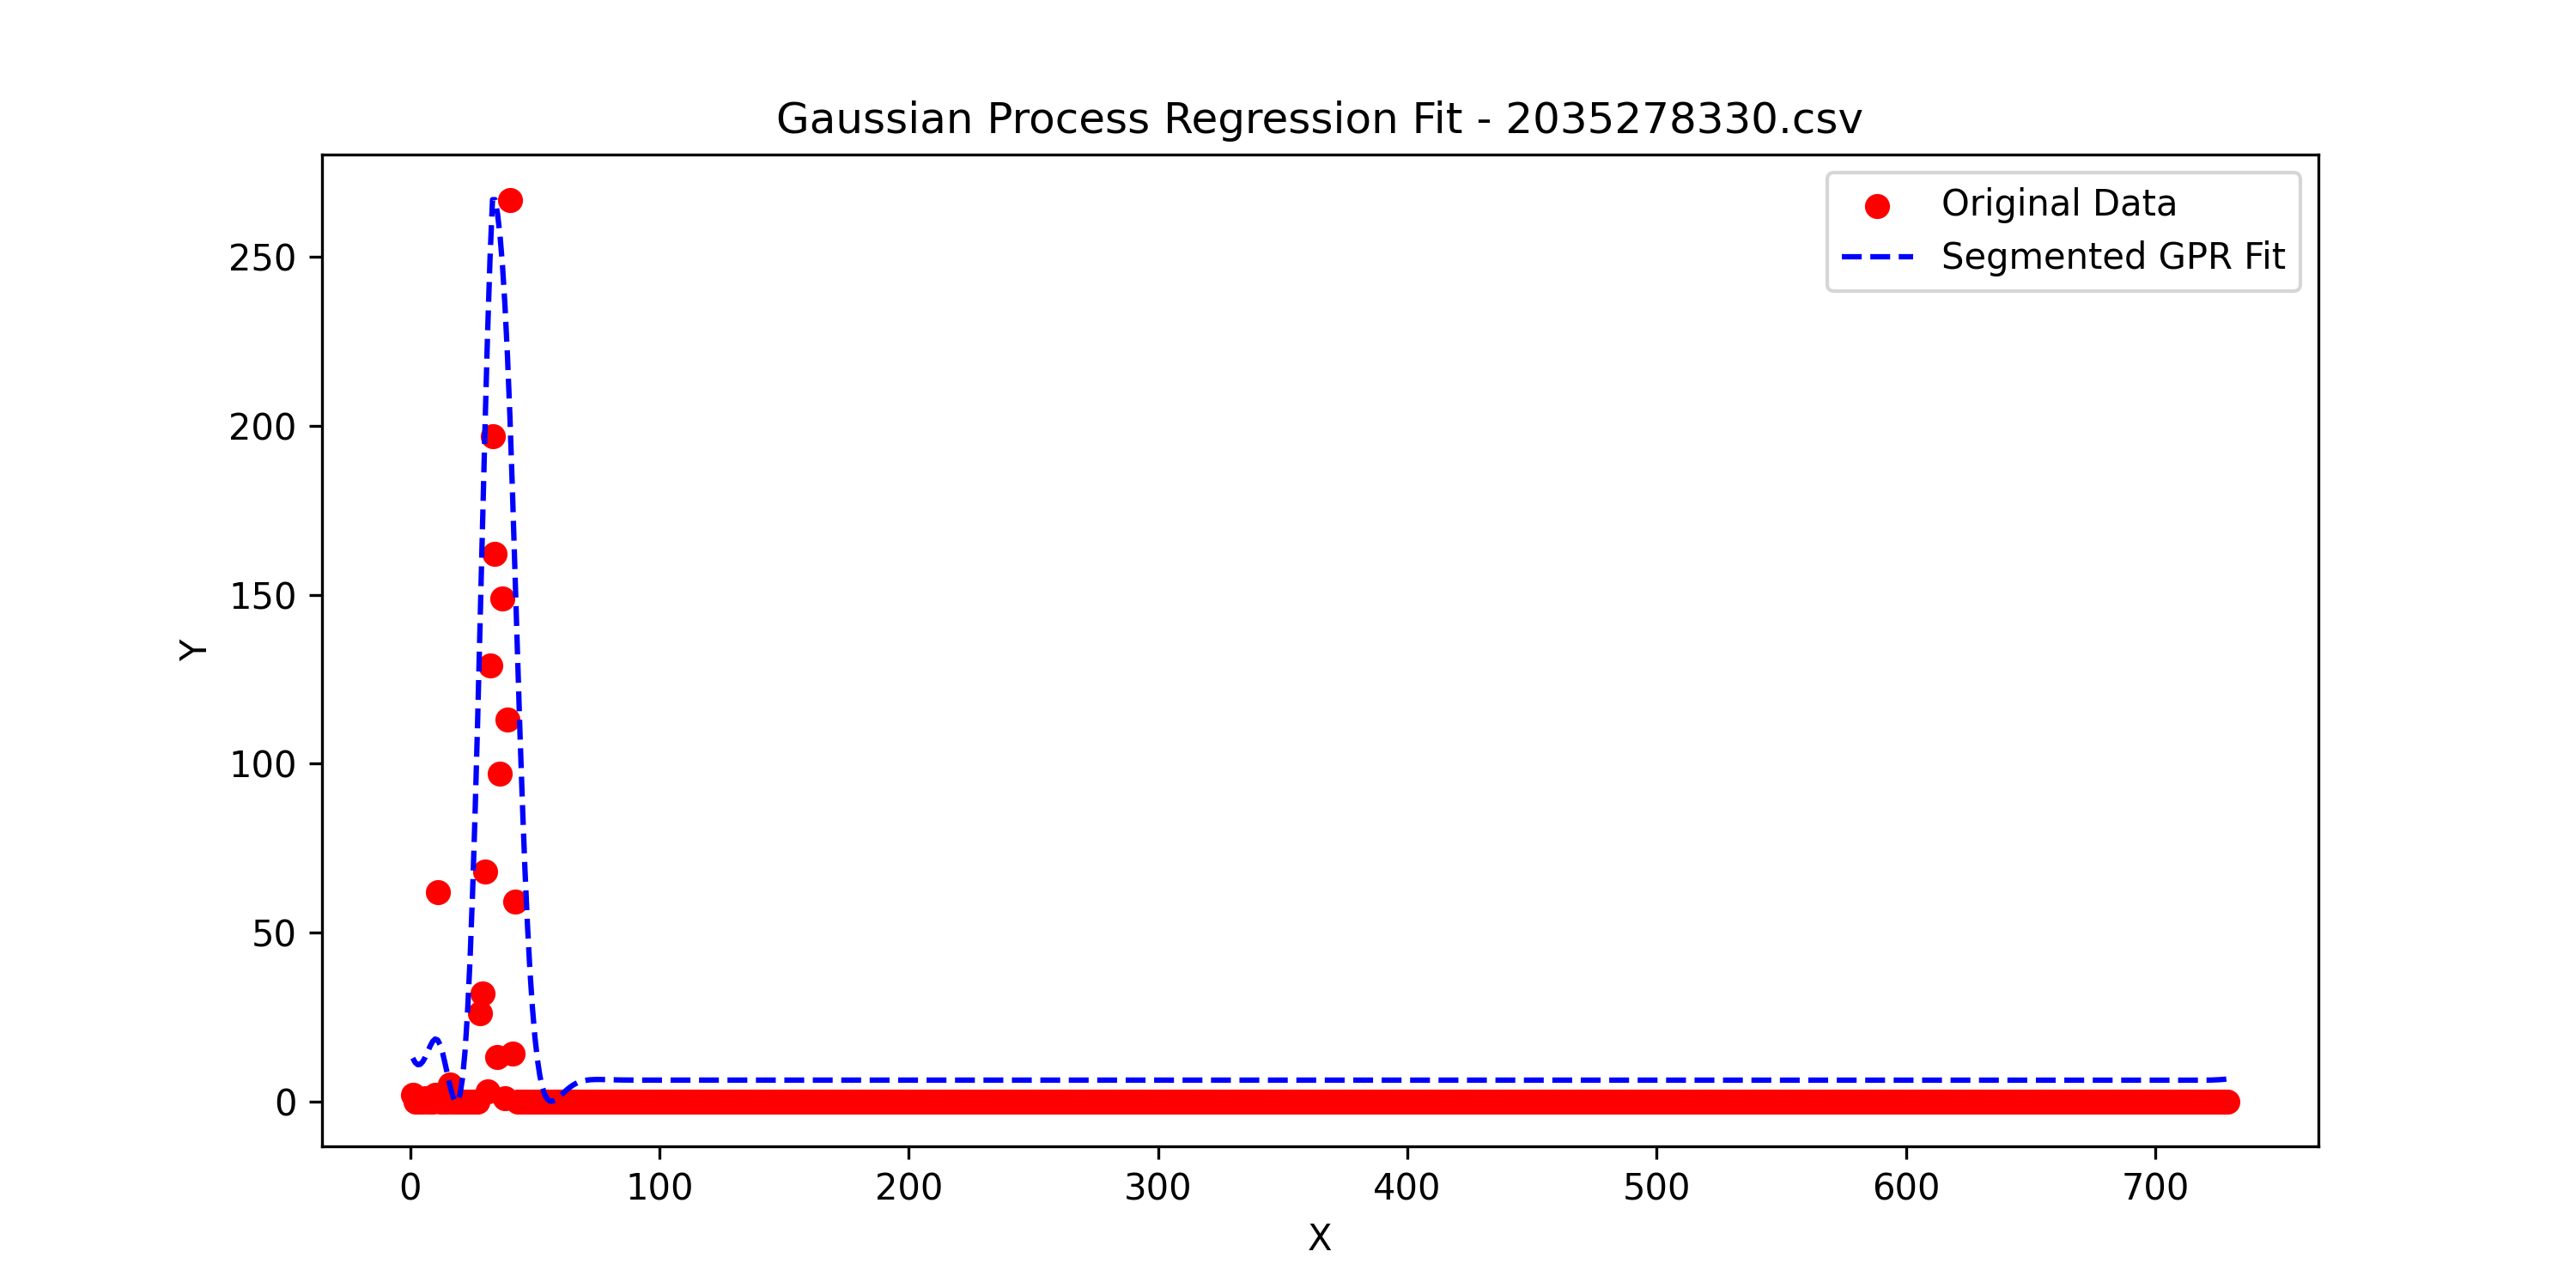 Gaussian Process Regression Fit - 2035278330.csv
Original Data
Segmented GPR Fit
250
200
150
100
50
0
Y
0 100 200 300 400 500 600 700
X